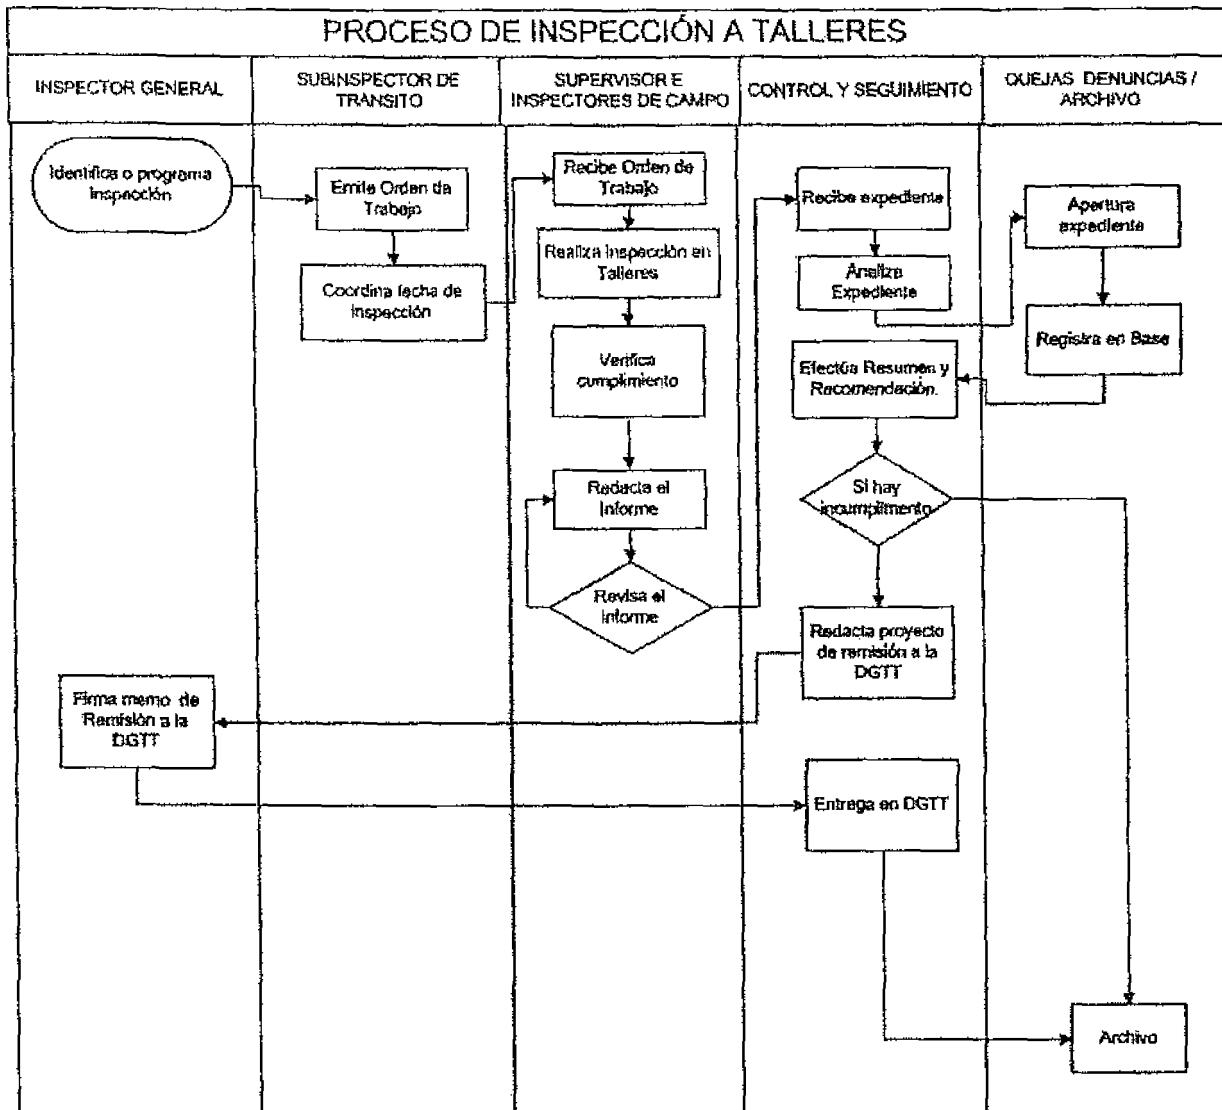 PROCESO DE INSPECCIÓN A TALLERES
INSPECTOR GENERAL
SUBINSPECTOR DE
TRANSITO
SUPERVISOR E
INSPECTORES DE CAMPO
CONTROL Y SEGUIMIENTO
QUEJAS DENUNCIAS /
ARCHIVO
Identifica o programa
Inspección
Emite Orden de
Trabajo
Coordina fecha de
Inspección
Recibe Orden de
Trabajo
Realiza Inspección en
Talleres
Verifica
cumplimiento
Redacta el
Informe
Revisa el
Informe
Recibe expediente
Analiza
Expediente
Apertura
expediente
Registra en Base
Efectúa Resumen y
Recomendación.
Si hay
incumplimento
Redacta proyecto
de remisión a la
DGTT
Firma memo de
Remisión a la
DGTT
Entrega en DGTT
Archivo